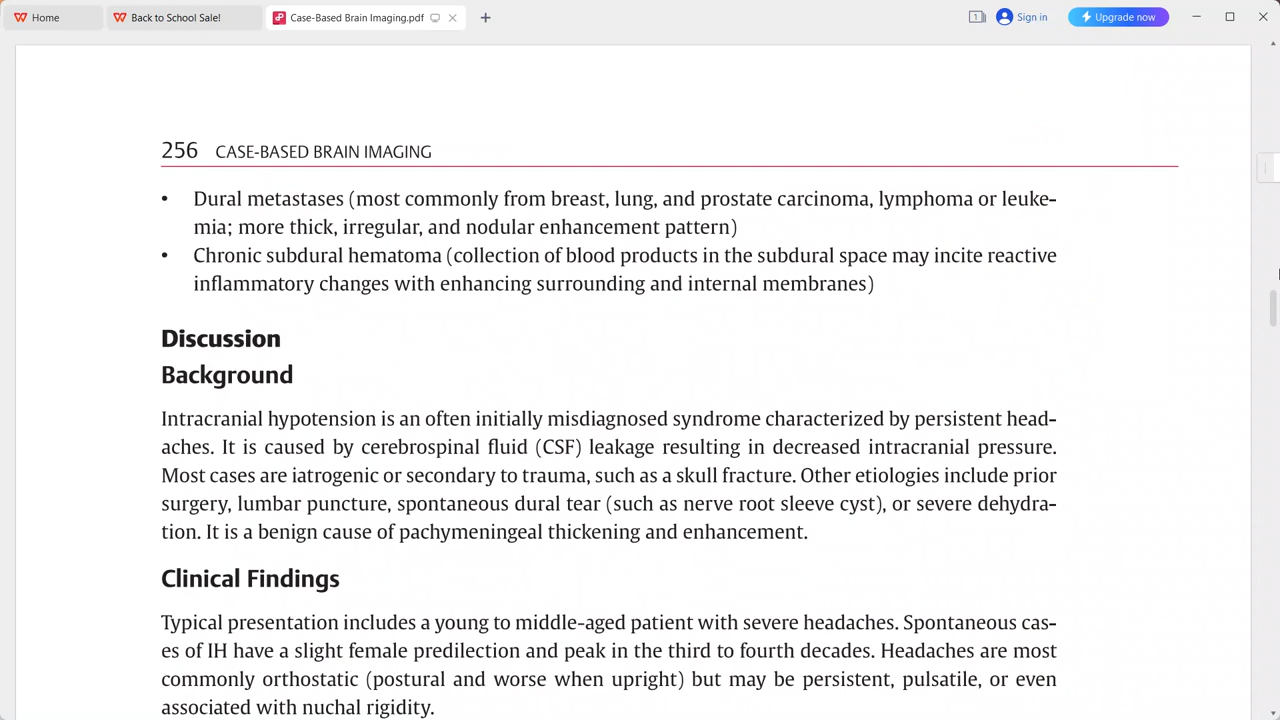 Home
Back to School Sale!
Case-Based Brain Imaging.pdf
1
Sign in
Upgrade now
256 CASE-BASED BRAIN IMAGING
• Dural metastases (most commonly from breast, lung, and prostate carcinoma, lymphoma or leuke-
mia; more thick, irregular, and nodular enhancement pattern)
• Chronic subdural hematoma (collection of blood products in the subdural space may incite reactive
inflammatory changes with enhancing surrounding and internal membranes)
Discussion
Background
Intracranial hypotension is an often initially misdiagnosed syndrome characterized by persistent head-
aches. It is caused by cerebrospinal fluid (CSF) leakage resulting in decreased intracranial pressure.
Most cases are iatrogenic or secondary to trauma, such as a skull fracture. Other etiologies include prior
surgery, lumbar puncture, spontaneous dural tear (such as nerve root sleeve cyst), or severe dehydra-
tion. It is a benign cause of pachymeningeal thickening and enhancement.
Clinical Findings
Typical presentation includes a young to middle-aged patient with severe headaches. Spontaneous cas-
es of IH have a slight female predilection and peak in the third to fourth decades. Headaches are most
commonly orthostatic (postural and worse when upright) but may be persistent, pulsatile, or even
associated with nuchal rigidity.